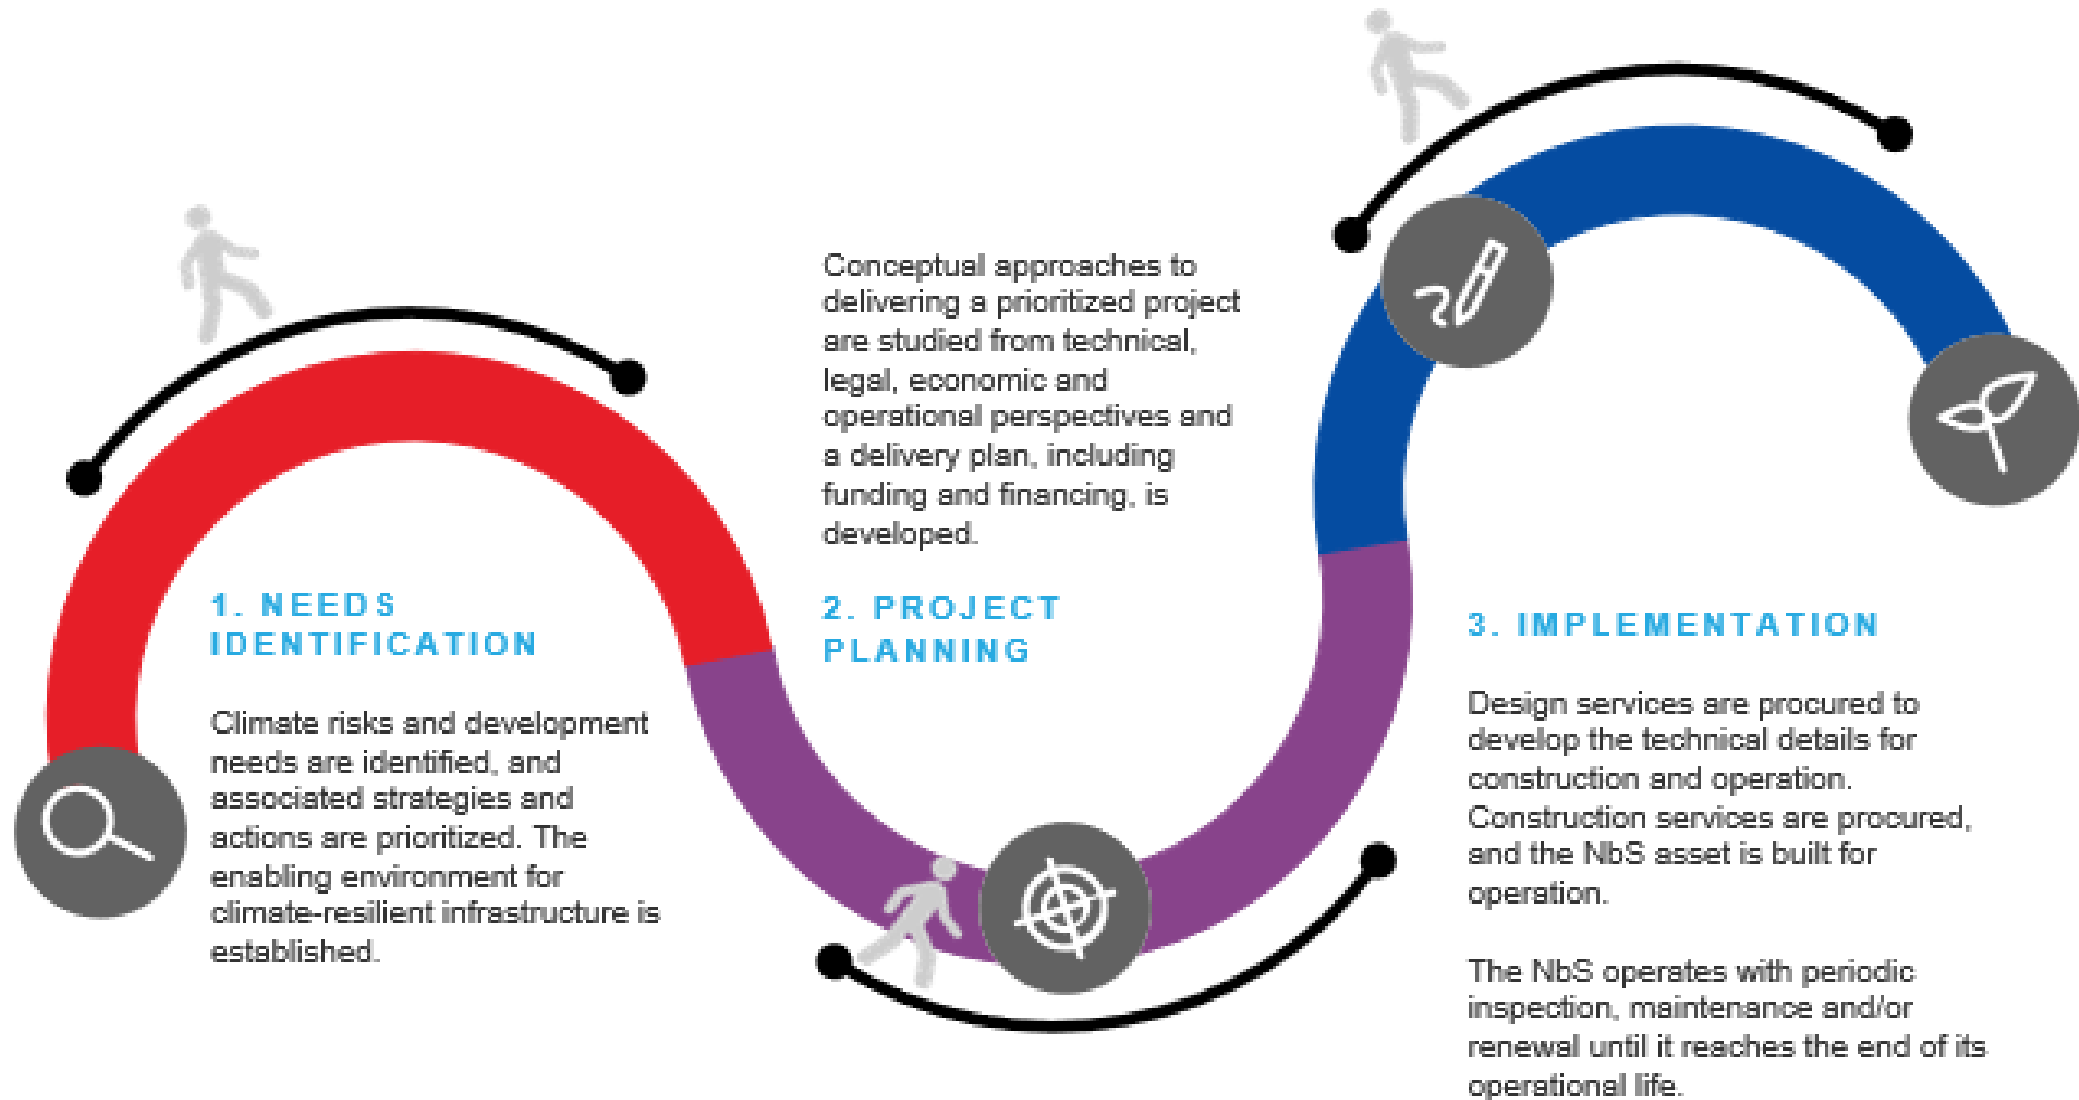 1. NEEDS
IDENTIFICATION
Climate risks and development
needs are identified, and
associated strategies and
actions are prioritized. The
enabling environment for
climate-resilient infrastructure is
established.
Conceptual approaches to
delivering a prioritized project
are studied from technical,
legal, economic and
operational perspectives and
a delivery plan, including
funding and financing, is
developed.
2. PROJECT
PLANNING
3. IMPLEMENTATION
Design services are procured to
develop the technical details for
construction and operation.
Construction services are procured,
and the NbS asset is built for
operation.
The NbS operates with periodic
inspection, maintenance and/or
renewal until it reaches the end of its
operational life.